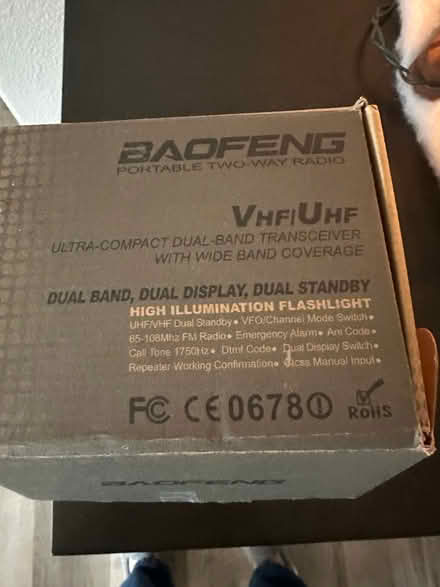 BAOFENG
PORTABLE TWO-WAY RADIO
VHF/UHF
ULTRA-COMPACT DUAL-BAND TRANSCEIVER
WITH WIDE BAND COVERAGE
DUAL BAND, DUAL DISPLAY, DUAL STANDBY
HIGH ILLUMINATION FLASHLIGHT
UHF/VHF Dual Standby• VFO/Channel Mode Switch•
65-108Mhz FM Radio• Emergency Alarm• Ani Code•
Call Tone 1750Hz• Dtmf Code• Dual Display Switch•
Repeater Working Confirmation• Manual Input•
FC CE0678 RoHS
BAOFENG